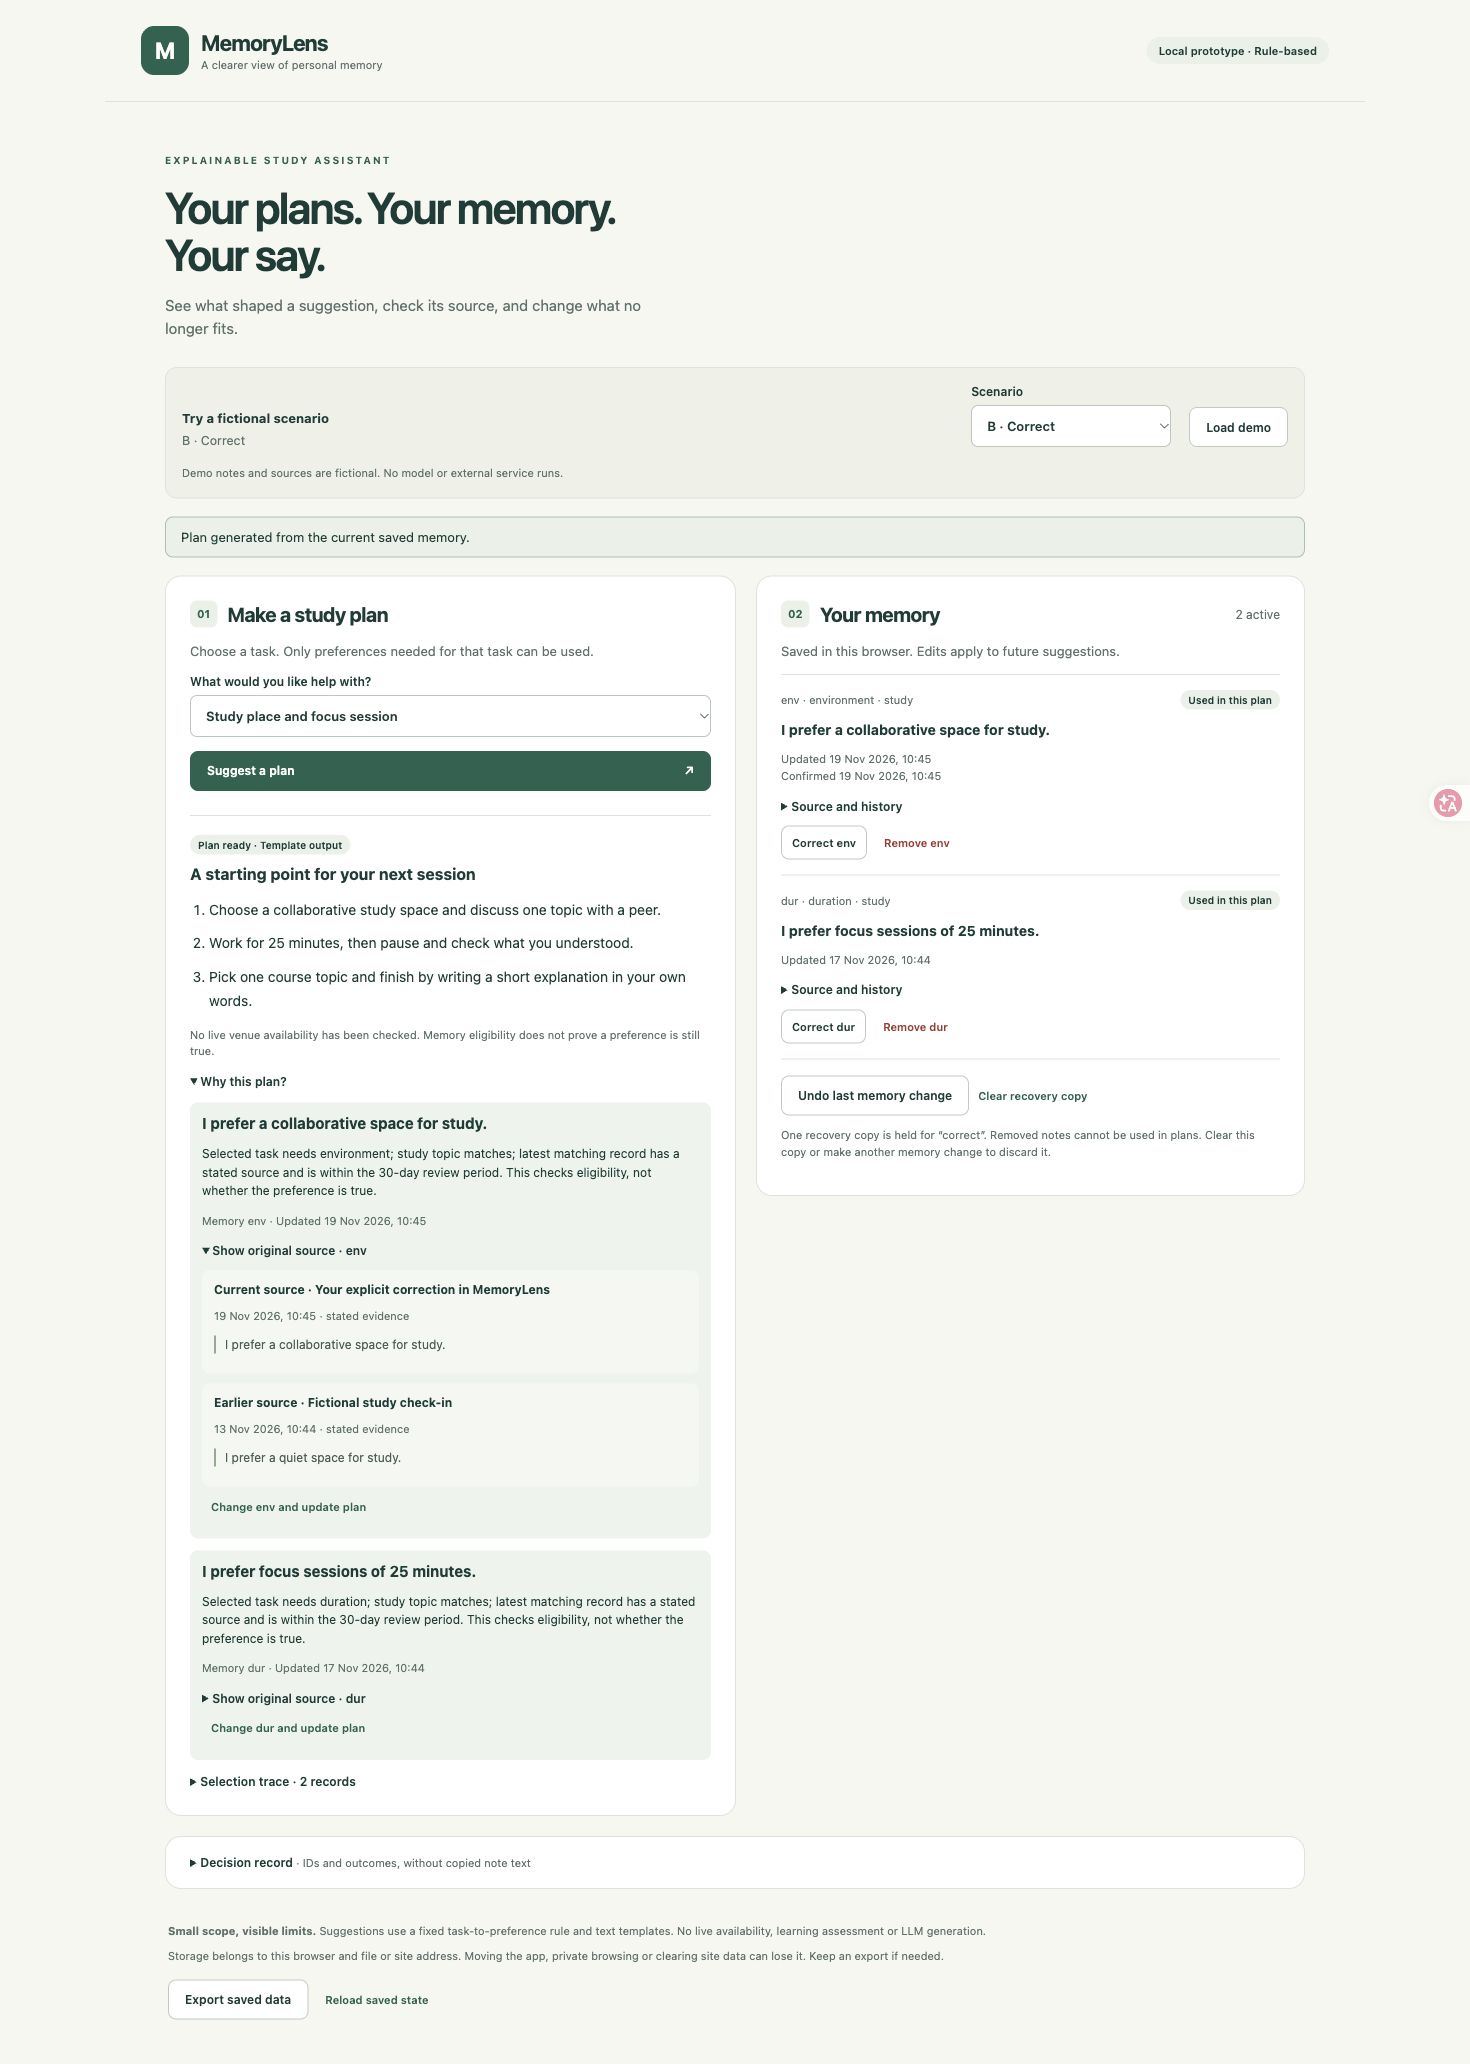 M
MemoryLens
A clearer view of personal memory
Local prototype · Rule-based
EXPLAINABLE STUDY ASSISTANT
Your plans. Your memory.
Your say.
See what shaped a suggestion, check its source, and change what no
longer fits.
Try a fictional scenario
B · Correct
Demo notes and sources are fictional. No model or external service runs.
Scenario
B · Correct
Load demo
Plan generated from the current saved memory.
01 Make a study plan
Choose a task. Only preferences needed for that task can be used.
What would you like help with?
Study place and focus session
Suggest a plan ↗
Plan ready · Template output
A starting point for your next session
1. Choose a collaborative study space and discuss one topic with a peer.
2. Work for 25 minutes, then pause and check what you understood.
3. Pick one course topic and finish by writing a short explanation in your own
words.
No live venue availability has been checked. Memory eligibility does not prove a preference is still
true.
▼ Why this plan?
I prefer a collaborative space for study.
Selected task needs environment; study topic matches; latest matching record has a
stated source and is within the 30-day review period. This checks eligibility, not
whether the preference is true.
Memory env · Updated 19 Nov 2026, 10:45
▼ Show original source · env
Current source · Your explicit correction in MemoryLens
19 Nov 2026, 10:45 · stated evidence
I prefer a collaborative space for study.
Earlier source · Fictional study check-in
13 Nov 2026, 10:44 · stated evidence
I prefer a quiet space for study.
Change env and update plan
I prefer focus sessions of 25 minutes.
Selected task needs duration; study topic matches; latest matching record has a stated
source and is within the 30-day review period. This checks eligibility, not whether the
preference is true.
Memory dur · Updated 17 Nov 2026, 10:44
▶ Show original source · dur
Change dur and update plan
▶ Selection trace · 2 records
02 Your memory
2 active
Saved in this browser. Edits apply to future suggestions.
env · environment · study
Used in this plan
I prefer a collaborative space for study.
Updated 19 Nov 2026, 10:45
Confirmed 19 Nov 2026, 10:45
▶ Source and history
Correct env
Remove env
dur · duration · study
Used in this plan
I prefer focus sessions of 25 minutes.
Updated 17 Nov 2026, 10:44
▶ Source and history
Correct dur
Remove dur
Undo last memory change
Clear recovery copy
One recovery copy is held for “correct”. Removed notes cannot be used in plans. Clear this
copy or make another memory change to discard it.
▶ Decision record · IDs and outcomes, without copied note text
Small scope, visible limits. Suggestions use a fixed task-to-preference rule and text templates. No live availability, learning assessment or LLM generation.
Storage belongs to this browser and file or site address. Moving the app, private browsing or clearing site data can lose it. Keep an export if needed.
Export saved data
Reload saved state